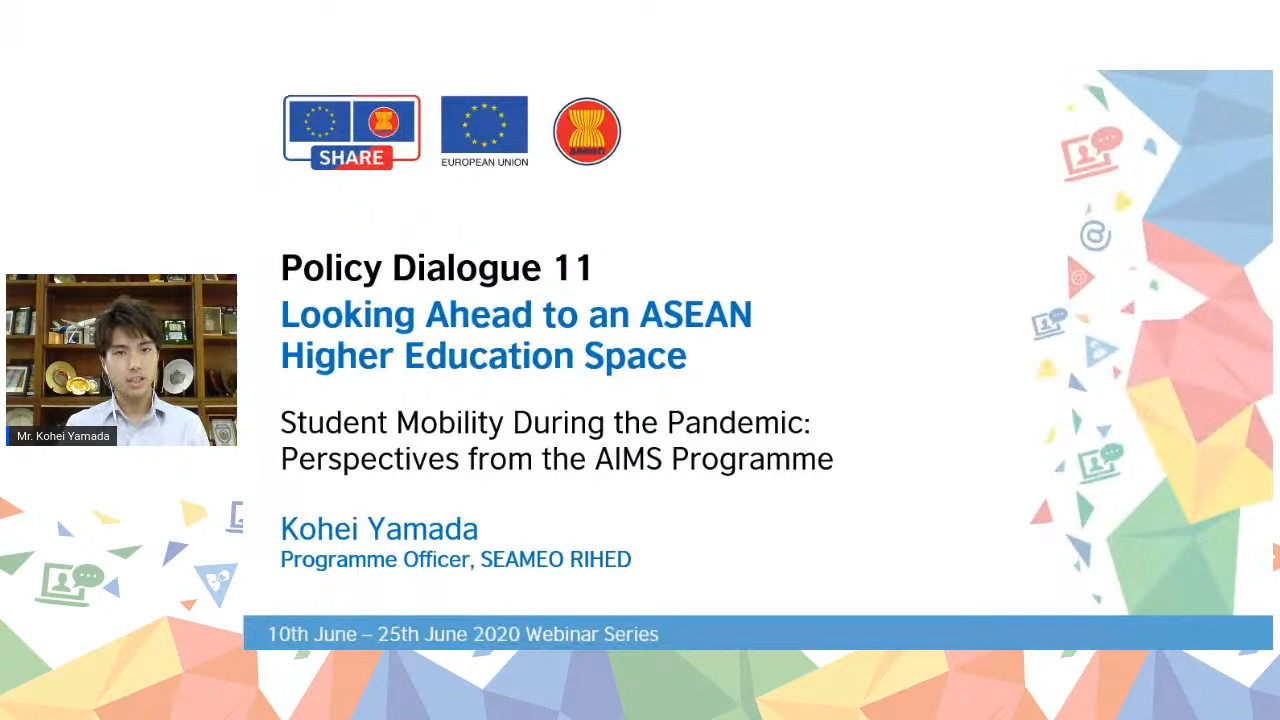 SHARE
EUROPEAN UNION
asean
Policy Dialogue 11
Looking Ahead to an ASEAN
Higher Education Space
Student Mobility During the Pandemic:
Perspectives from the AIMS Programme
Mr. Kohei Yamada
Kohei Yamada
Programme Officer, SEAMEO RIHED
10th June – 25th June 2020 Webinar Series
@